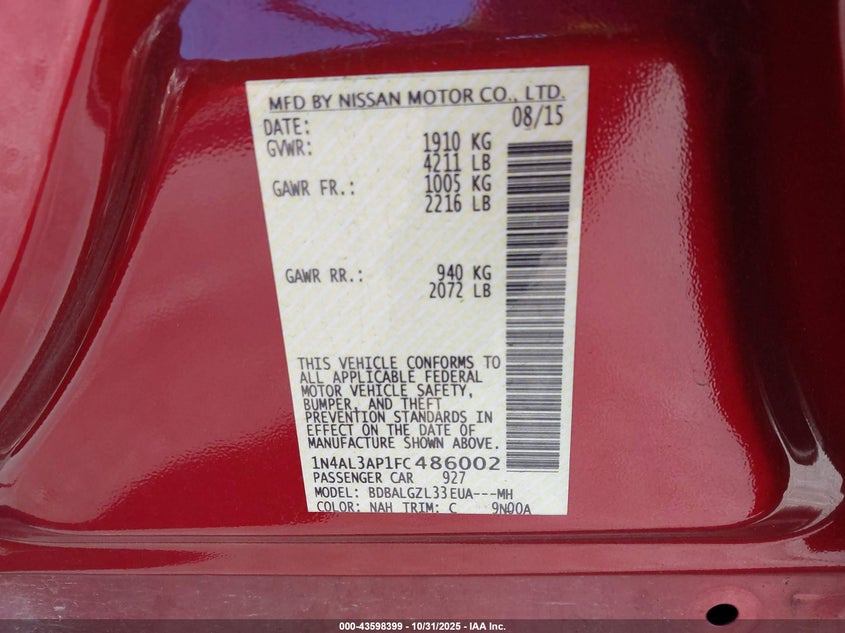 MFD BY NISSAN MOTOR CO., LTD.
DATE: 08/15
GVWR: 1910 KG
4211 LB
GAWR FR.: 1005 KG
2216 LB
GAWR RR.: 940 KG
2072 LB
THIS VEHICLE CONFORMS TO
ALL APPLICABLE FEDERAL
MOTOR VEHICLE SAFETY,
BUMPER, AND THEFT
PREVENTION STANDARDS IN
EFFECT ON THE DATE OF
MANUFACTURE SHOWN ABOVE.
1N4AL3AP1FC486002
PASSENGER CAR 927
MODEL: BDBALGZL33EUA---MH
COLOR: NAH TRIM: C 9N00A
000-43598399 - 10/31/2025 - IAA Inc.